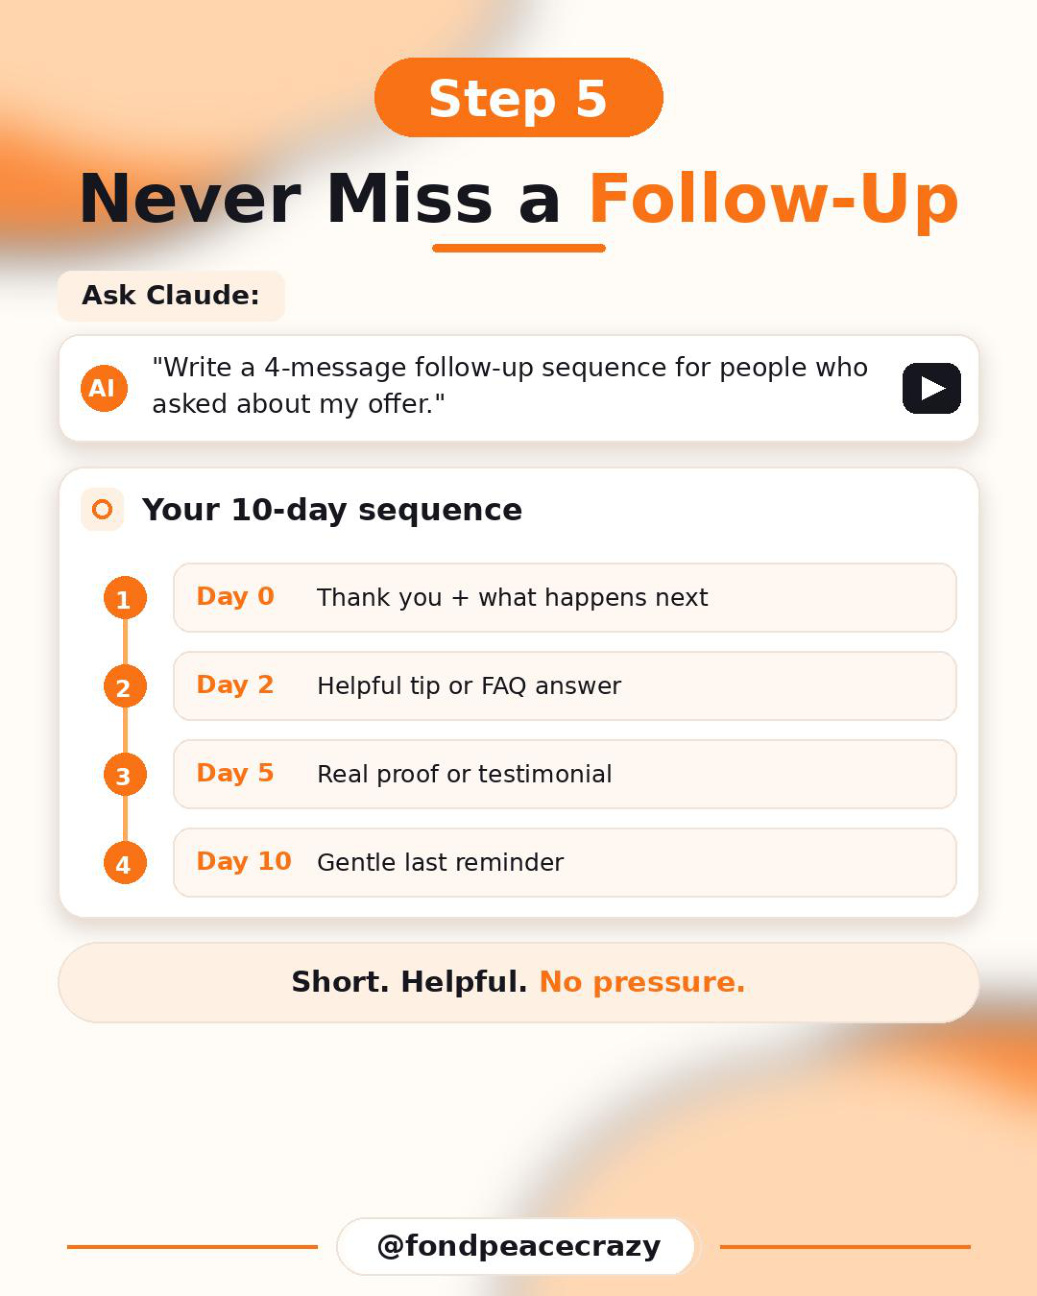 Step 5
Never Miss a Follow-Up
Ask Claude:
AI
"Write a 4-message follow-up sequence for people who
asked about my offer."
Your 10-day sequence
1 Day 0 Thank you + what happens next
2 Day 2 Helpful tip or FAQ answer
3 Day 5 Real proof or testimonial
4 Day 10 Gentle last reminder
Short. Helpful. No pressure.
@fondpeacecrazy